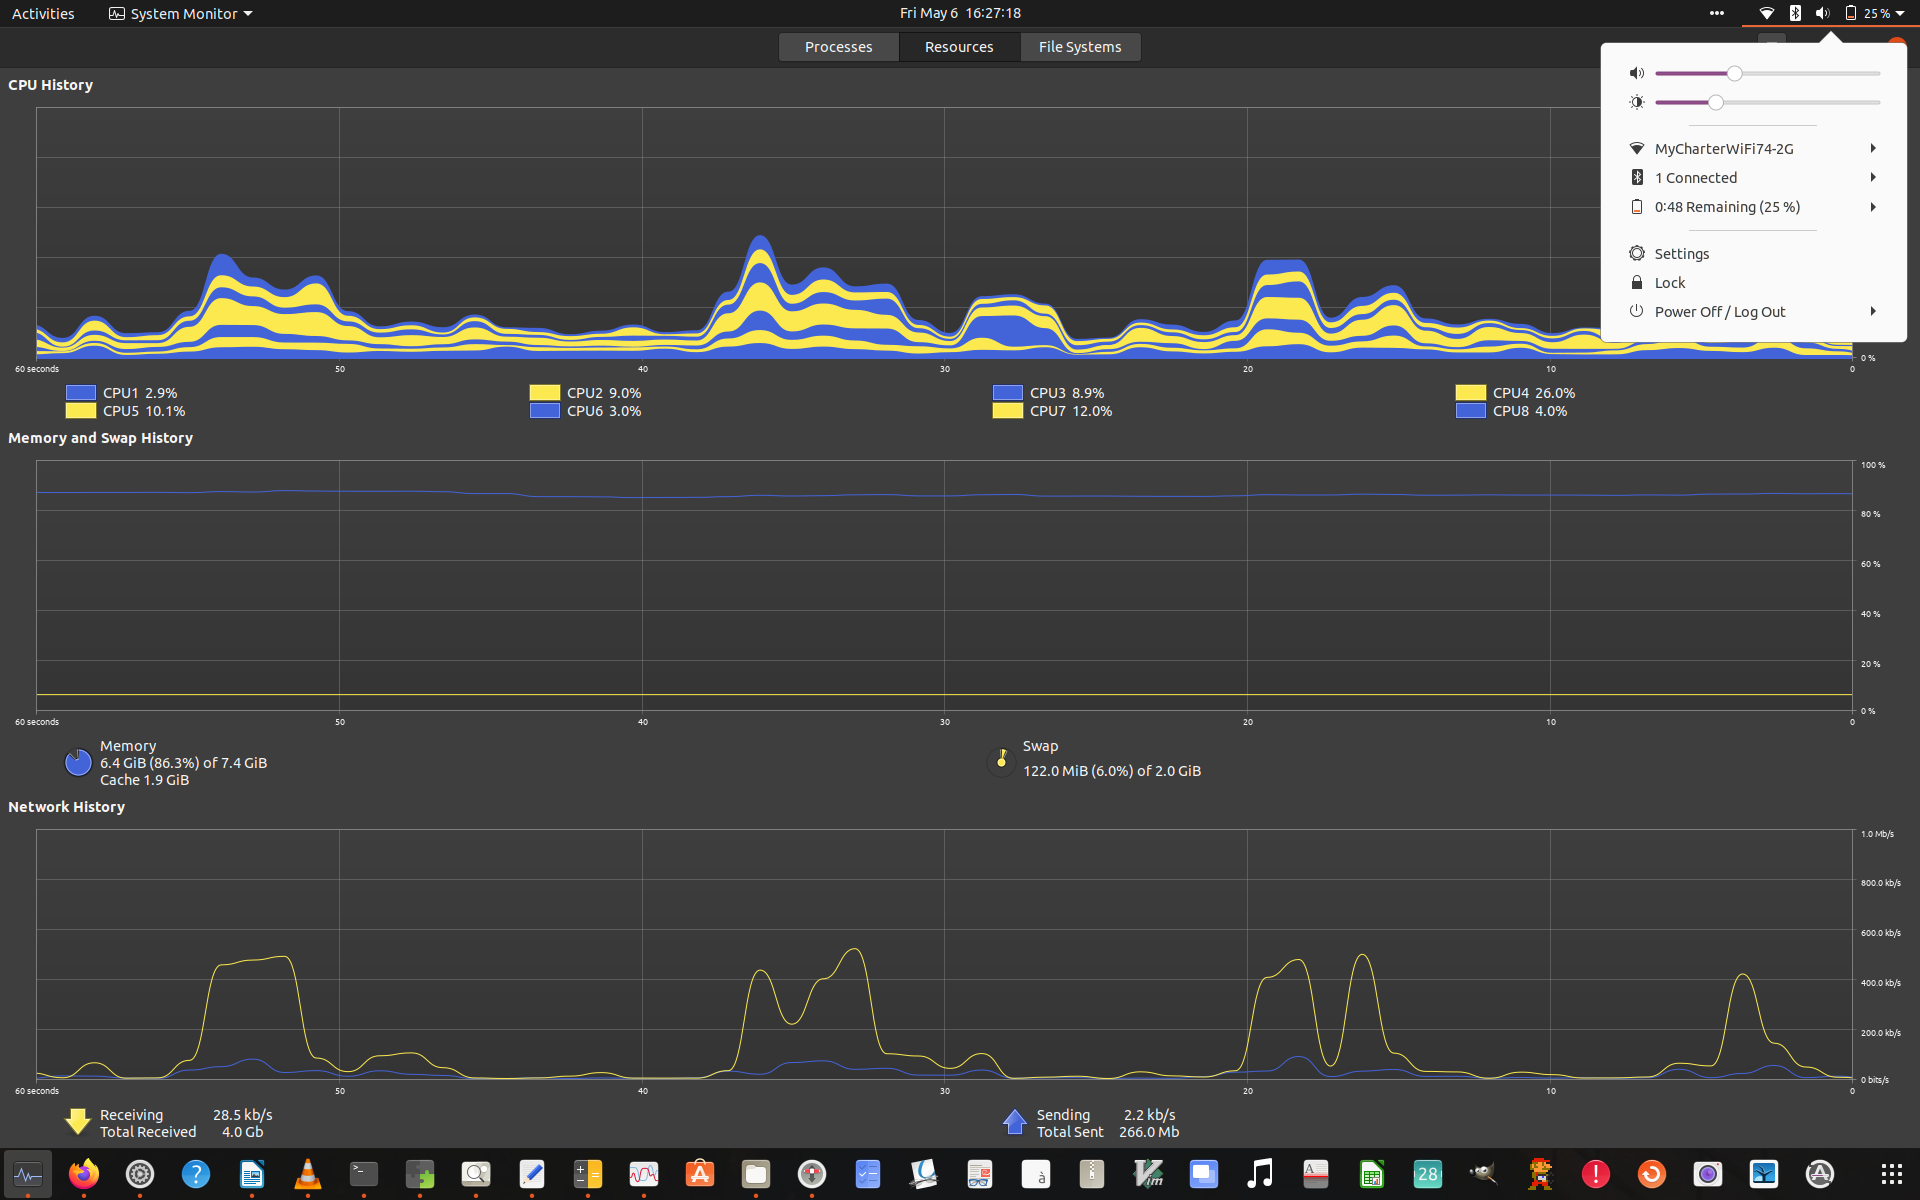 Activities
System Monitor
Fri May 6 16:27:18
25 %
Processes
Resources
File Systems
MyCharterWiFi74-2G
1 Connected
0:48 Remaining (25 %)
Settings
Lock
Power Off / Log Out
CPU History
0 %
60 seconds 50 40 30 20 10 0
CPU1 2.9% CPU2 9.0% CPU3 8.9% CPU4 26.0%
CPU5 10.1% CPU6 3.0% CPU7 12.0% CPU8 4.0%
Memory and Swap History
100 %
80 %
60 %
40 %
20 %
0 %
60 seconds 50 40 30 20 10 0
Memory
6.4 GiB (86.3%) of 7.4 GiB
Cache 1.9 GiB
Swap
122.0 MiB (6.0%) of 2.0 GiB
Network History
1.0 Mb/s
800.0 kb/s
600.0 kb/s
400.0 kb/s
200.0 kb/s
0 bits/s
60 seconds 50 40 30 20 10 0
Receiving 28.5 kb/s
Total Received 4.0 Gb
Sending 2.2 kb/s
Total Sent 266.0 Mb
?
>_
à
Vim
A
28
!